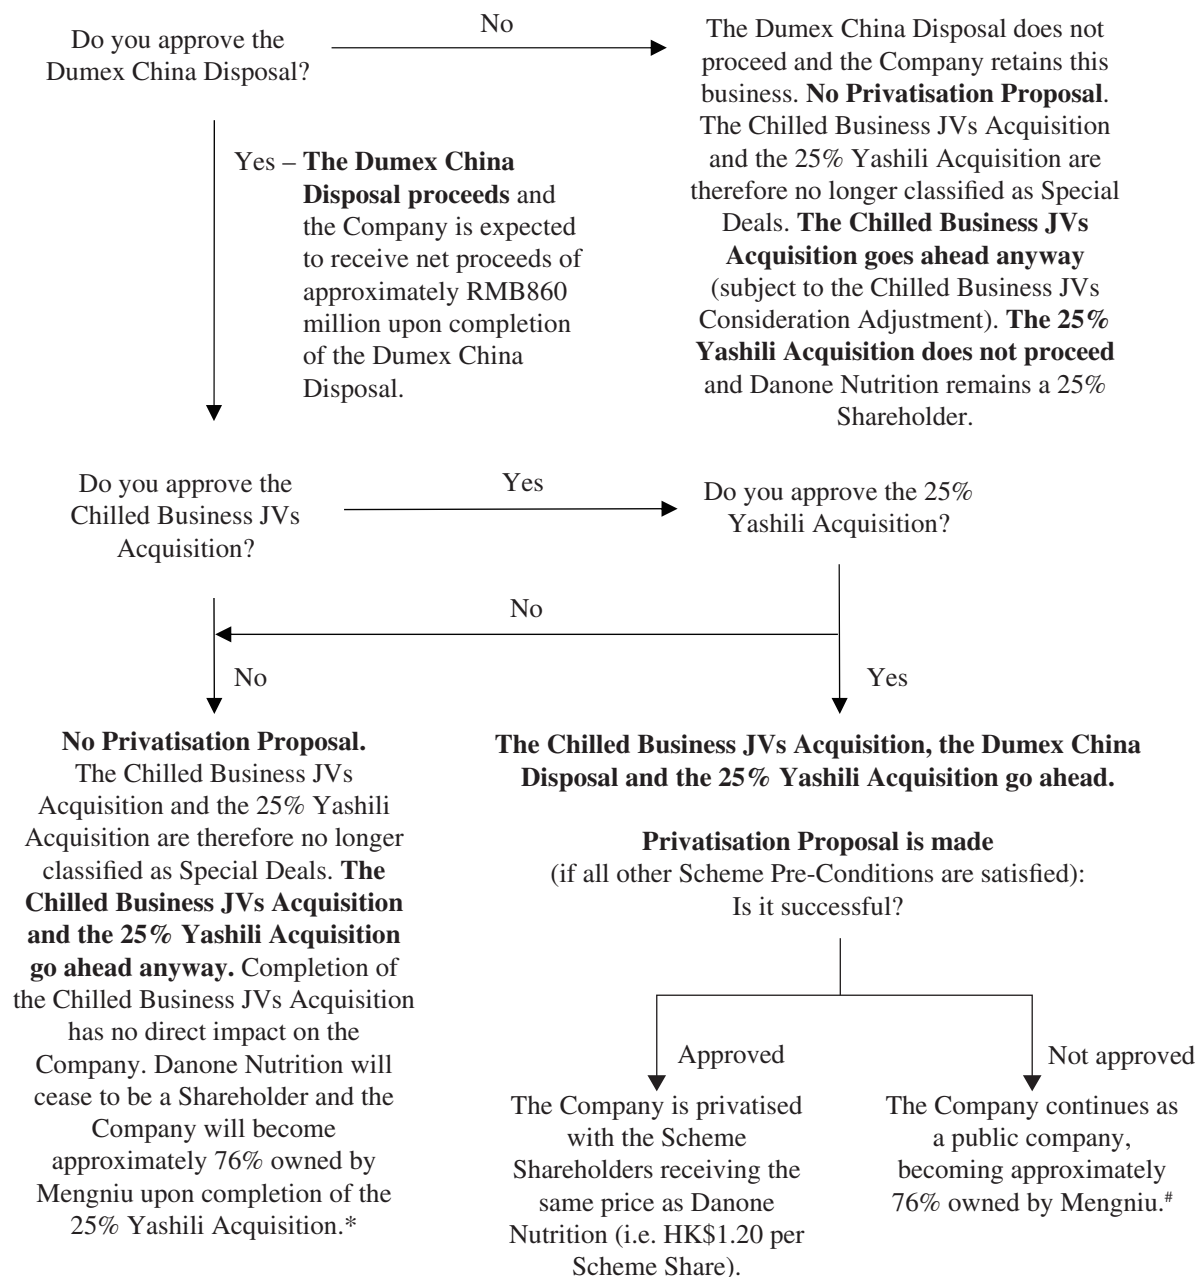 Do you approve the
Dumex China Disposal?
No
The Dumex China Disposal does not
proceed and the Company retains this
business. No Privatisation Proposal.
The Chilled Business JVs Acquisition
and the 25% Yashili Acquisition are
therefore no longer classified as Special
Deals. The Chilled Business JVs
Acquisition goes ahead anyway
(subject to the Chilled Business JVs
Consideration Adjustment). The 25%
Yashili Acquisition does not proceed
and Danone Nutrition remains a 25%
Shareholder.
Yes – The Dumex China
Disposal proceeds and
the Company is expected
to receive net proceeds of
approximately RMB860
million upon completion
of the Dumex China
Disposal.
Do you approve the
Chilled Business JVs
Acquisition?
Yes
Do you approve the 25%
Yashili Acquisition?
No
No
Yes
No Privatisation Proposal.
The Chilled Business JVs
Acquisition and the 25% Yashili
Acquisition are therefore no longer
classified as Special Deals. The
Chilled Business JVs Acquisition
and the 25% Yashili Acquisition
go ahead anyway. Completion of
the Chilled Business JVs Acquisition
has no direct impact on the
Company. Danone Nutrition will
cease to be a Shareholder and the
Company will become
approximately 76% owned by
Mengniu upon completion of the
25% Yashili Acquisition.*
The Chilled Business JVs Acquisition, the Dumex China
Disposal and the 25% Yashili Acquisition go ahead.
Privatisation Proposal is made
(if all other Scheme Pre-Conditions are satisfied):
Is it successful?
Approved
Not approved
The Company is privatised
with the Scheme
Shareholders receiving the
same price as Danone
Nutrition (i.e. HK$1.20 per
Scheme Share).
The Company continues as
a public company,
becoming approximately
76% owned by Mengniu.#